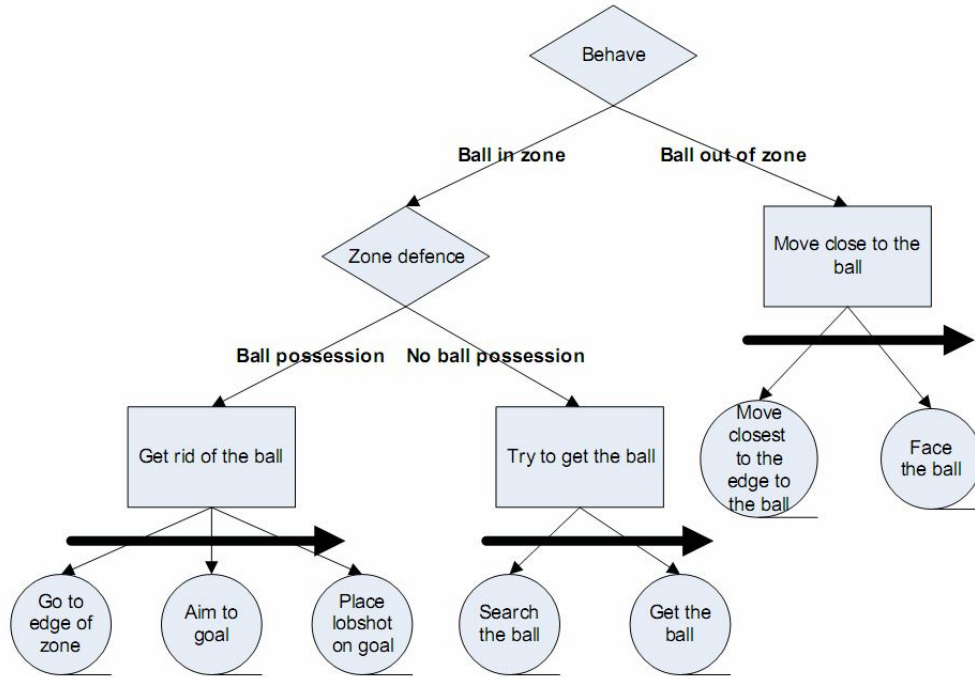 Behave
Ball in zone
Ball out of zone
Zone defence
Move close to the
ball
Ball possession
No ball possession
Get rid of the ball
Try to get the ball
Move
closest
to the
edge to
the ball
Face
the ball
Go to
edge of
zone
Aim to
goal
Place
lobshot
on goal
Search
the ball
Get the
ball